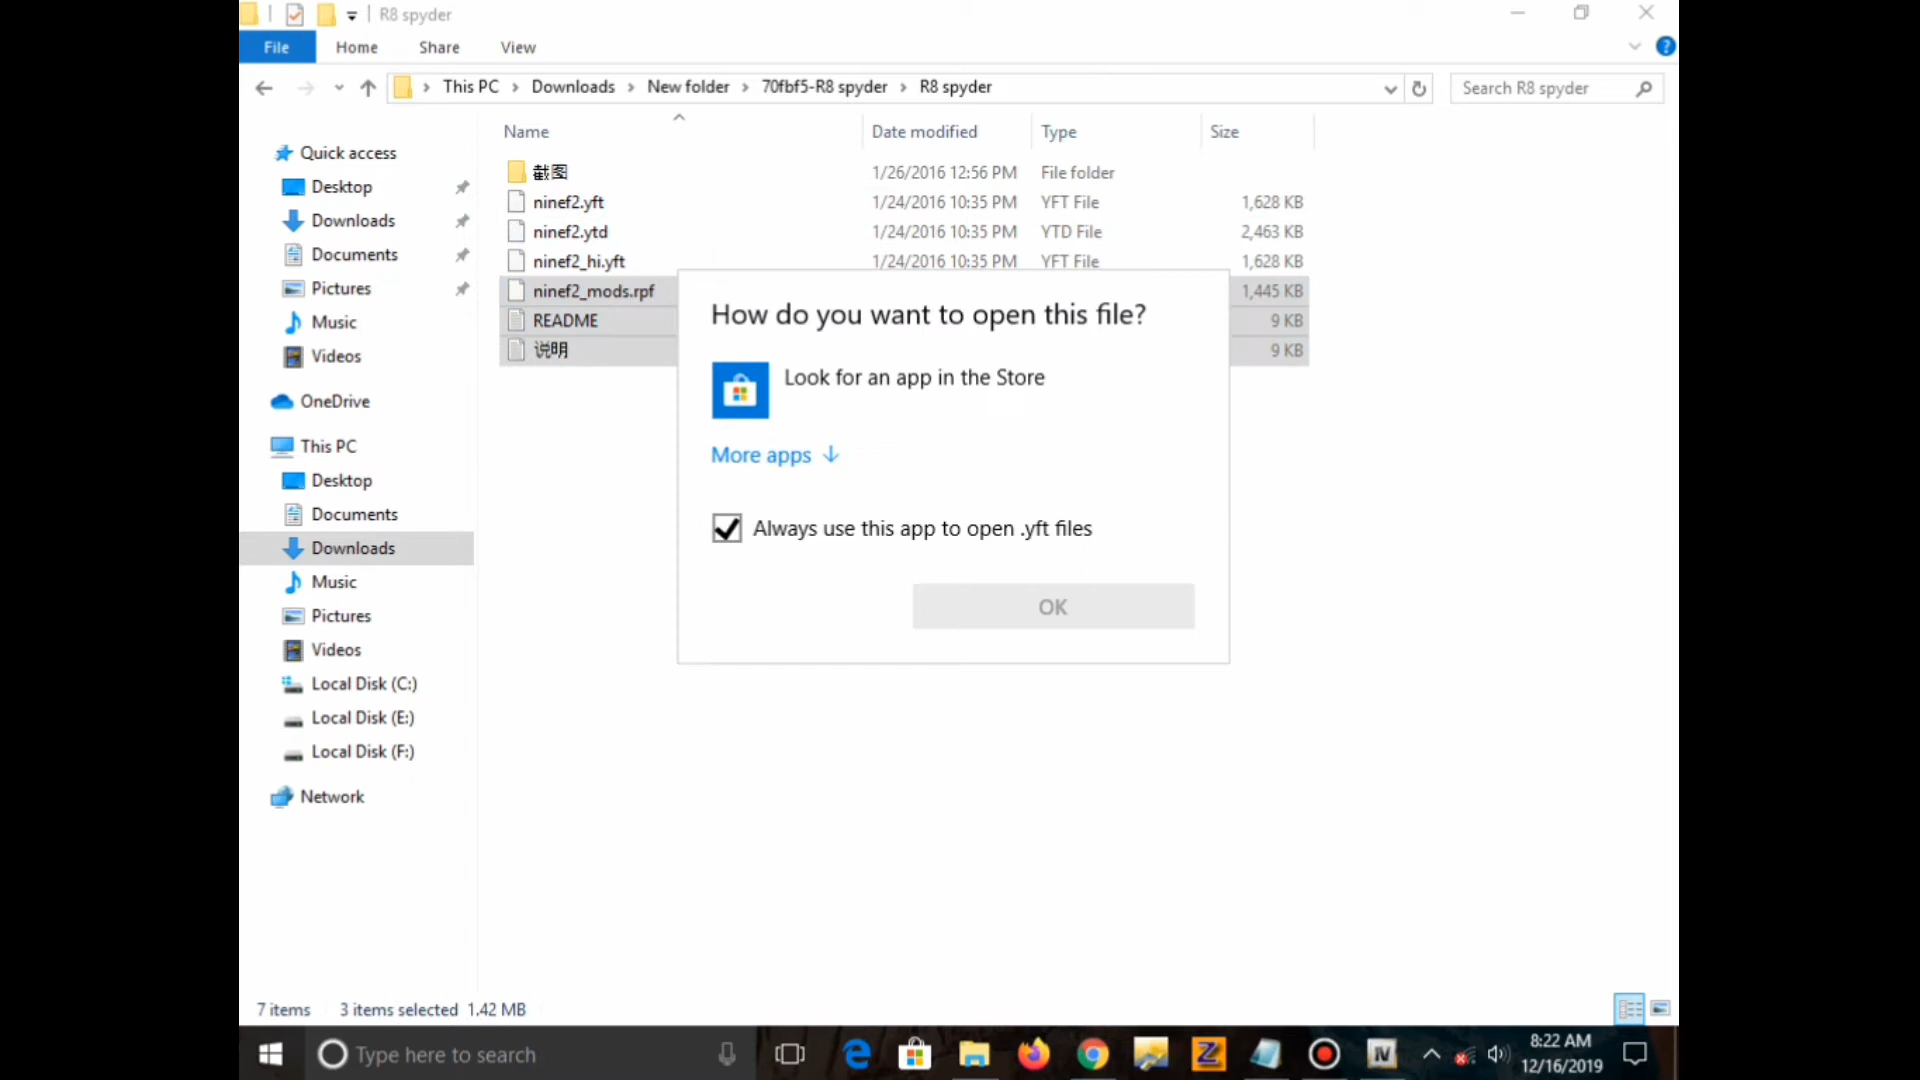 R8 spyder
File Home Share View
This PC Downloads New folder 70fbf5-R8 spyder R8 spyder
Search R8 spyder
Name Date modified Type Size
截图 1/26/2016 12:56 PM File folder
ninef2.yft 1/24/2016 10:35 PM YFT File 1,628 KB
ninef2.ytd 1/24/2016 10:35 PM YTD File 2,463 KB
ninef2_hi.yft 1/24/2016 10:35 PM YFT File 1,628 KB
ninef2_mods.rpf 1,445 KB
README 9 KB
说明 9 KB
Quick access
Desktop
Downloads
Documents
Pictures
Music
Videos
OneDrive
This PC
Desktop
Documents
Downloads
Music
Pictures
Videos
Local Disk (C:)
Local Disk (E:)
Local Disk (F:)
Network
How do you want to open this file?
Look for an app in the Store
More apps
Always use this app to open .yft files
OK
7 items 3 items selected 1.42 MB
Type here to search
IV
8:22 AM
12/16/2019